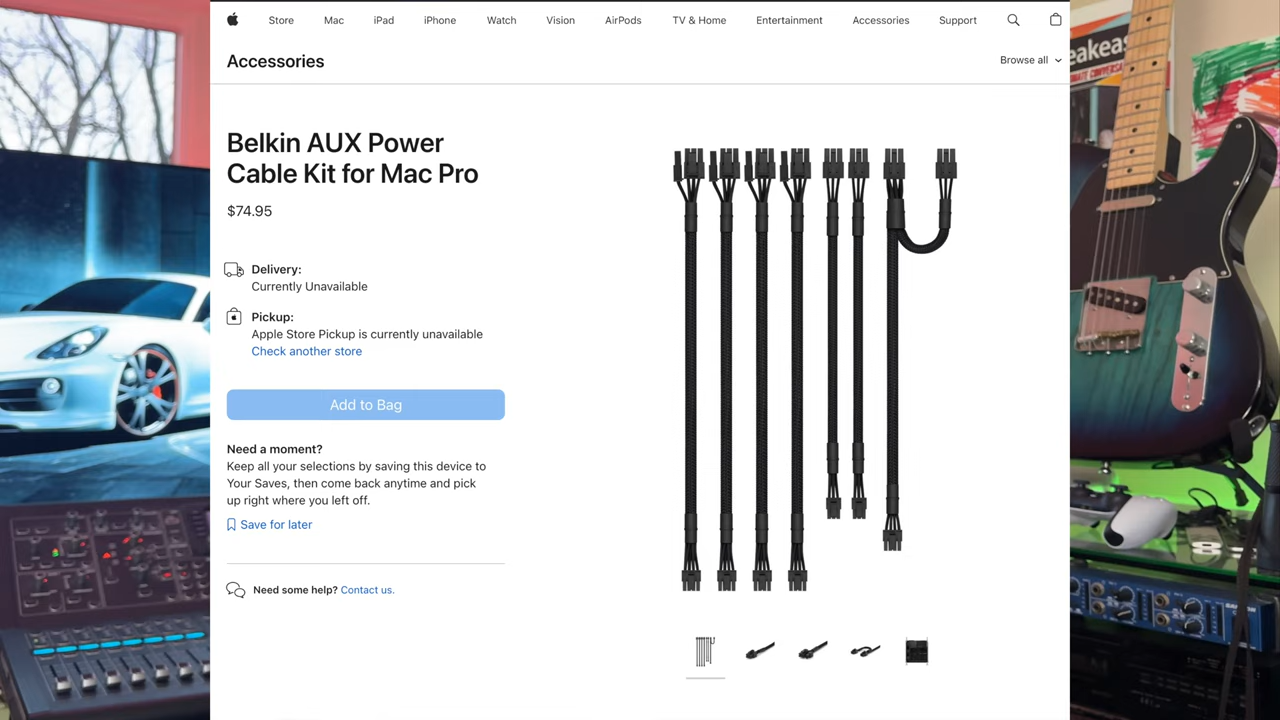 Store Mac iPad iPhone Watch Vision AirPods TV & Home Entertainment Accessories Support
Accessories
Browse all
Belkin AUX Power
Cable Kit for Mac Pro
$74.95
Delivery:
Currently Unavailable
Pickup:
Apple Store Pickup is currently unavailable
Check another store
Add to Bag
Need a moment?
Keep all your selections by saving this device to
Your Saves, then come back anytime and pick
up right where you left off.
Save for later
Need some help? Contact us.